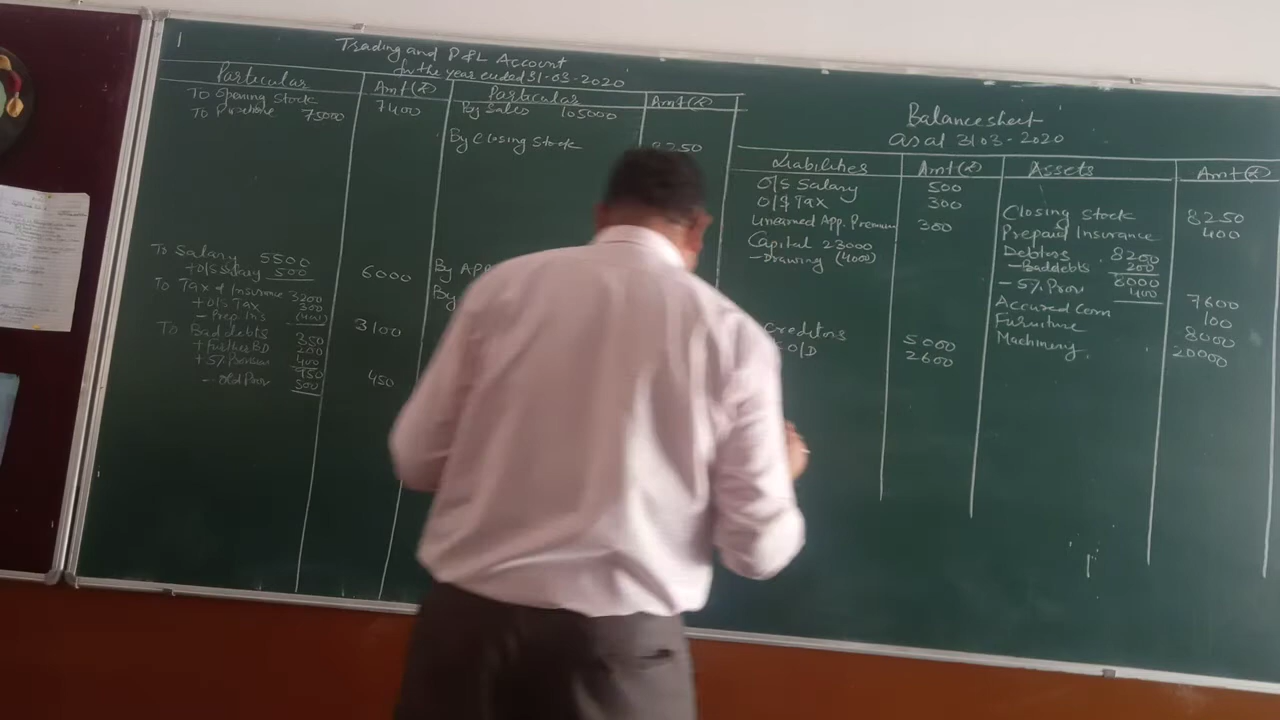 Trading and P&L Account
for the year ended 31-03-2020
Particular Amt(₹) Particular Amt(₹)
To Opening Stock 7400 By Sales 105000
To Purchase 75000
By Closing Stock 8250
To Salary 5500
+ O/S Salary 500 6000 By APP
To Tax & Insurance 3200
+ O/S Tax 300
- Prep. Ins (400) 3100
To Bad debts 350
+ Further BD 200
+ 5% Provision 400
950
- Old Prov 500 450
Balance sheet
as at 31-03-2020
Liabilities Amt(₹) Assets Amt(₹)
O/S Salary 500
O/S Tax 300
Unearned App. Premium 300
Capital 23000
- Drawing (4000)
Creditors 5000
O/D 2600
Closing Stock 8250
Prepaid Insurance 400
Debtors 8200
- Baddebts 200
8000
- 5% Prov 400 7600
Accured Com 100
Furniture 8000
Machinery 20000